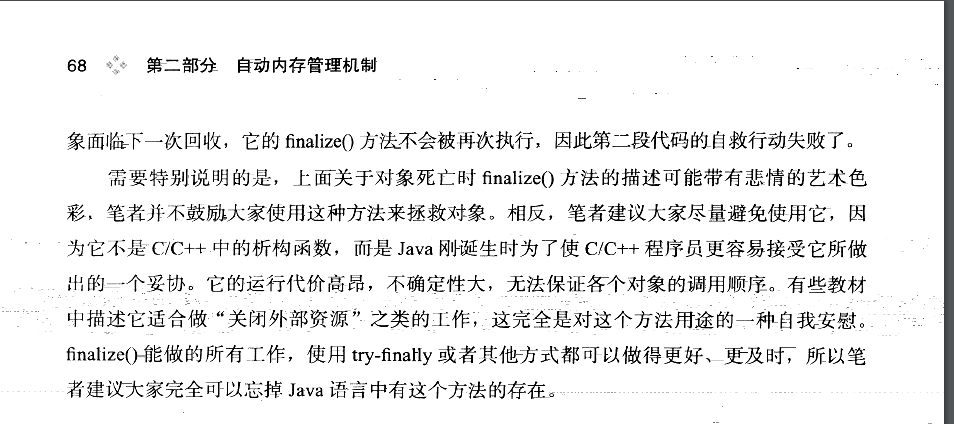 68 第二部分 自动内存管理机制
象面临下一次回收，它的 finalize() 方法不会被再次执行，因此第二段代码的自救行动失败了。
需要特别说明的是，上面关于对象死亡时 finalize() 方法的描述可能带有悲情的艺术色
彩，笔者并不鼓励大家使用这种方法来拯救对象。相反，笔者建议大家尽量避免使用它，因
为它不是 C/C++ 中的析构函数，而是 Java 刚诞生时为了使 C/C++ 程序员更容易接受它所做
出的一个妥协。它的运行代价高昂，不确定性大，无法保证各个对象的调用顺序。有些教材
中描述它适合做“关闭外部资源”之类的工作，这完全是对这个方法用途的一种自我安慰。
finalize() 能做的所有工作，使用 try-finally 或者其他方式都可以做得更好、更及时，所以笔
者建议大家完全可以忘掉 Java 语言中有这个方法的存在。